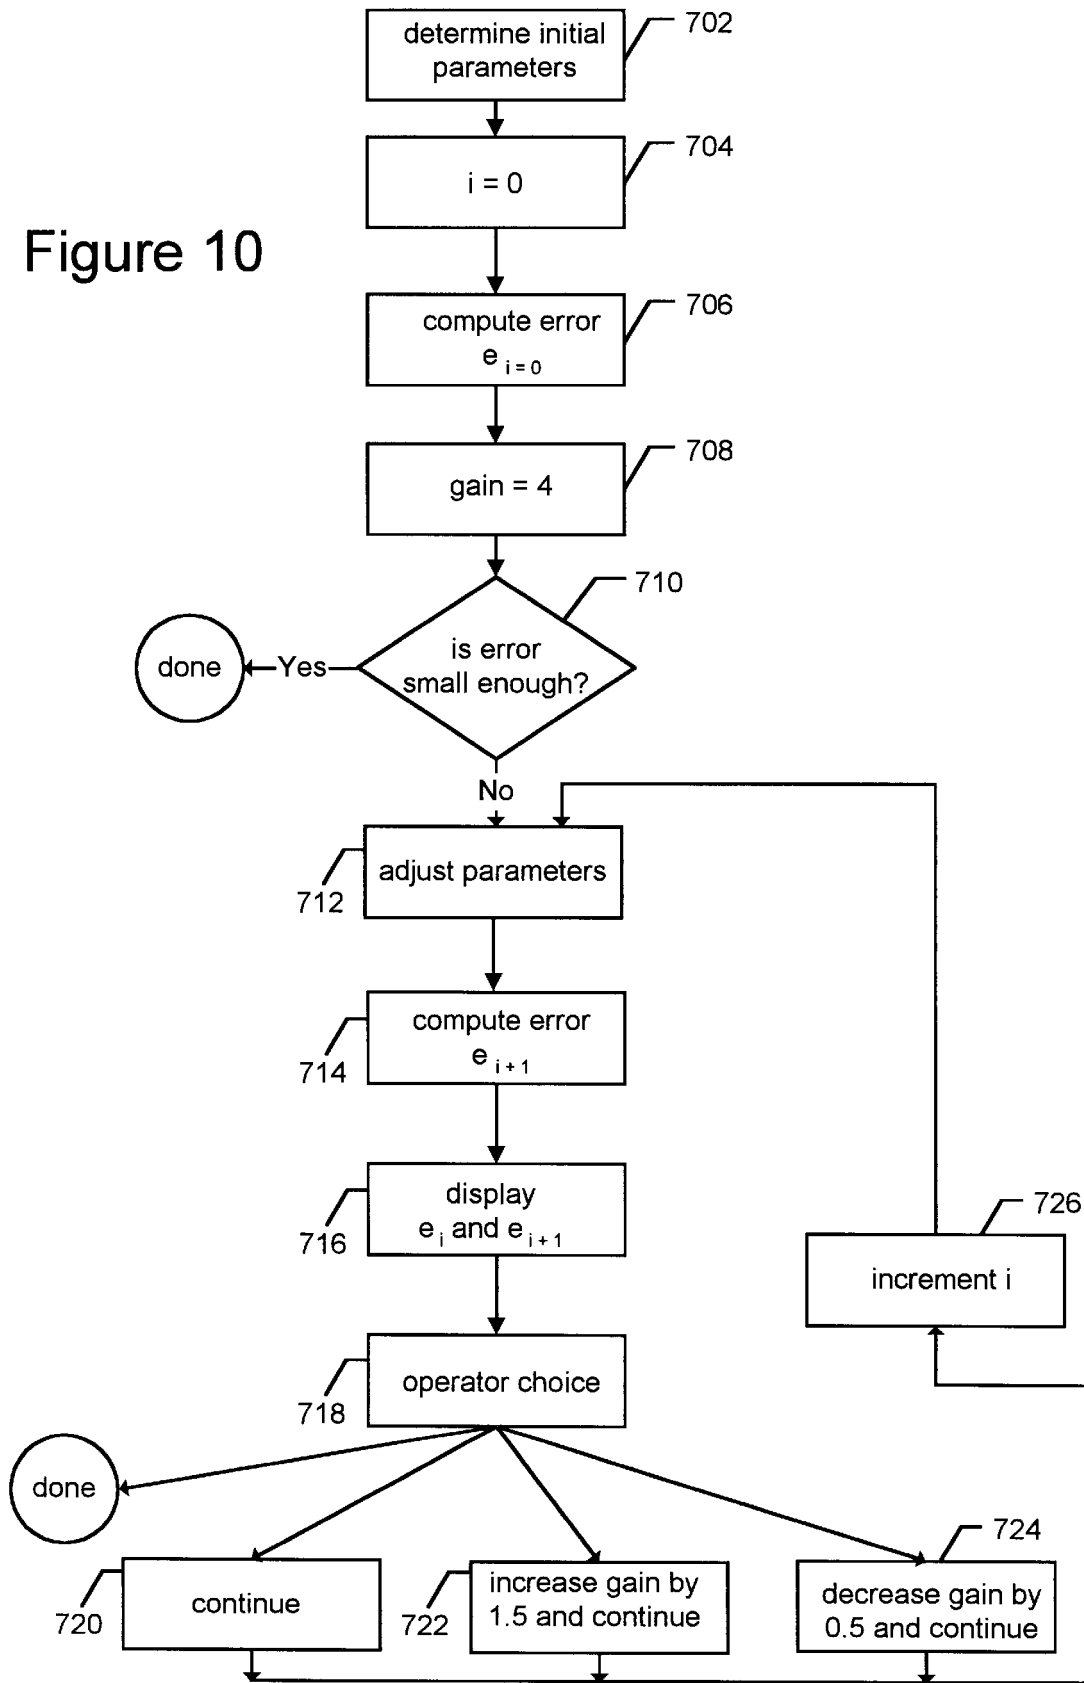 determine initial
parameters
702
i = 0
704
Figure 10
compute error
e i = 0
706
gain = 4
708
is error
small enough?
710
Yes
done
No
adjust parameters
712
compute error
e i + 1
714
display
e i and e i + 1
716
increment i
726
operator choice
718
done
continue
720
increase gain by
1.5 and continue
722
decrease gain by
0.5 and continue
724